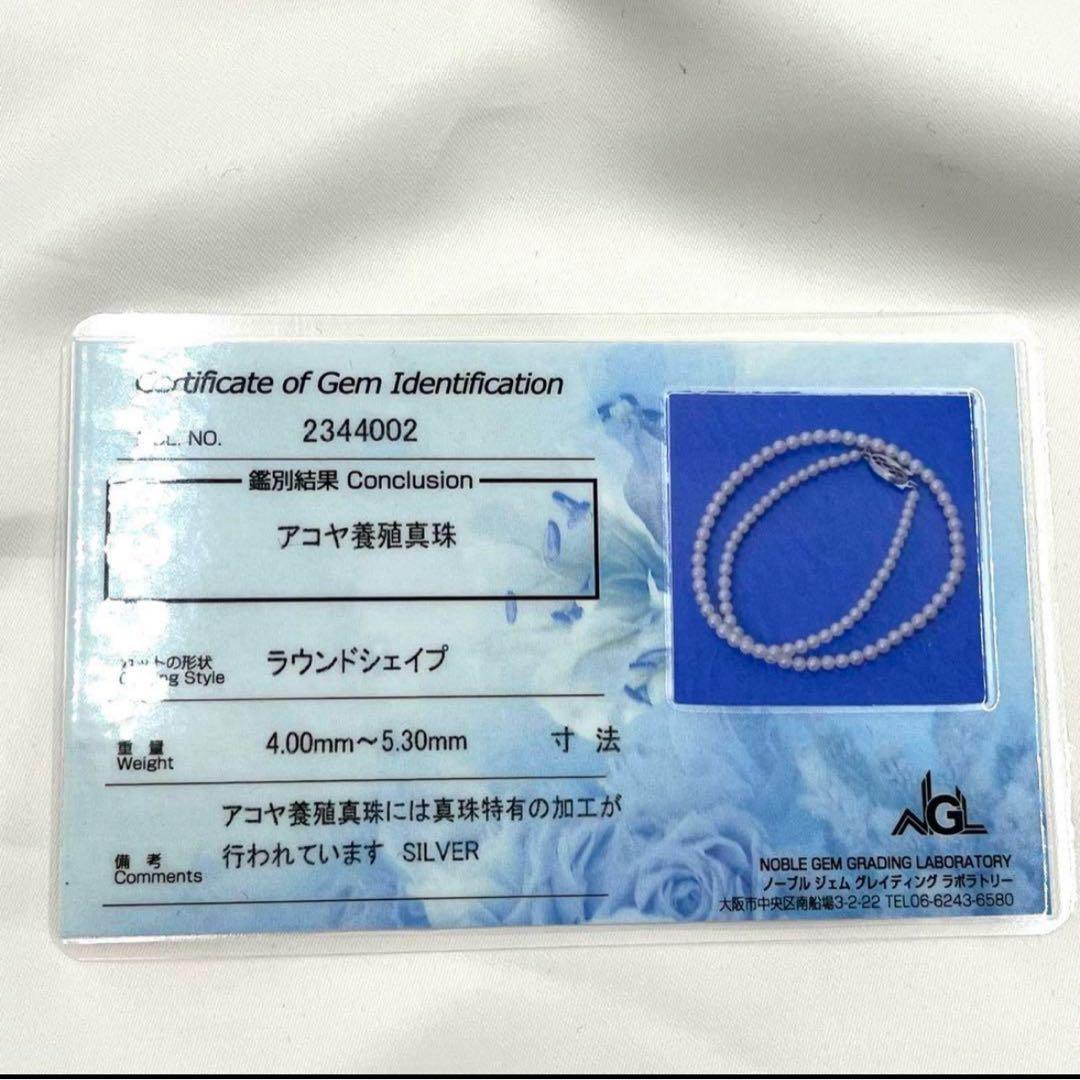 Certificate of Gem Identification
NO. 2344002
鑑別結果 Conclusion
アコヤ養殖真珠
の形状 ラウンドシェイプ
Style
重量 4.00mm〜5.30mm 寸法
Weight
アコヤ養殖真珠には真珠特有の加工が
備考 行われています SILVER
Comments
NGL
NOBLE GEM GRADING LABORATORY
ノーブル ジェム グレイディング ラボラトリー
大阪市中央区南船場3-2-22 TEL06-6243-6580